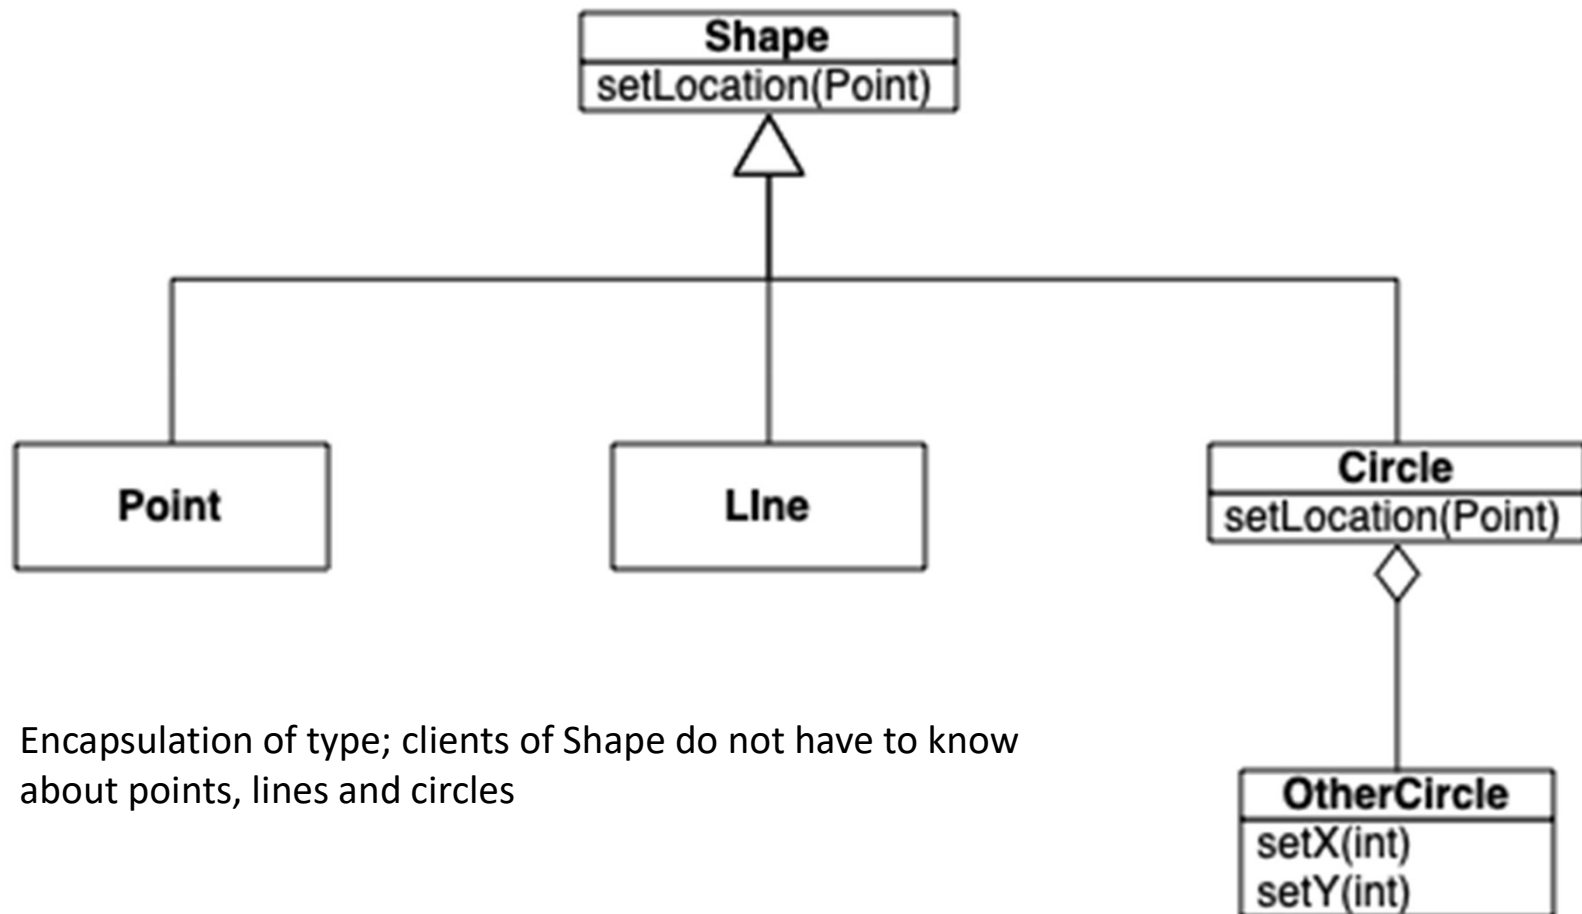 Shape
setLocation(Point)
Point
LIne
Circle
setLocation(Point)
Encapsulation of type; clients of Shape do not have to know
about points, lines and circles
OtherCircle
setX(int)
setY(int)